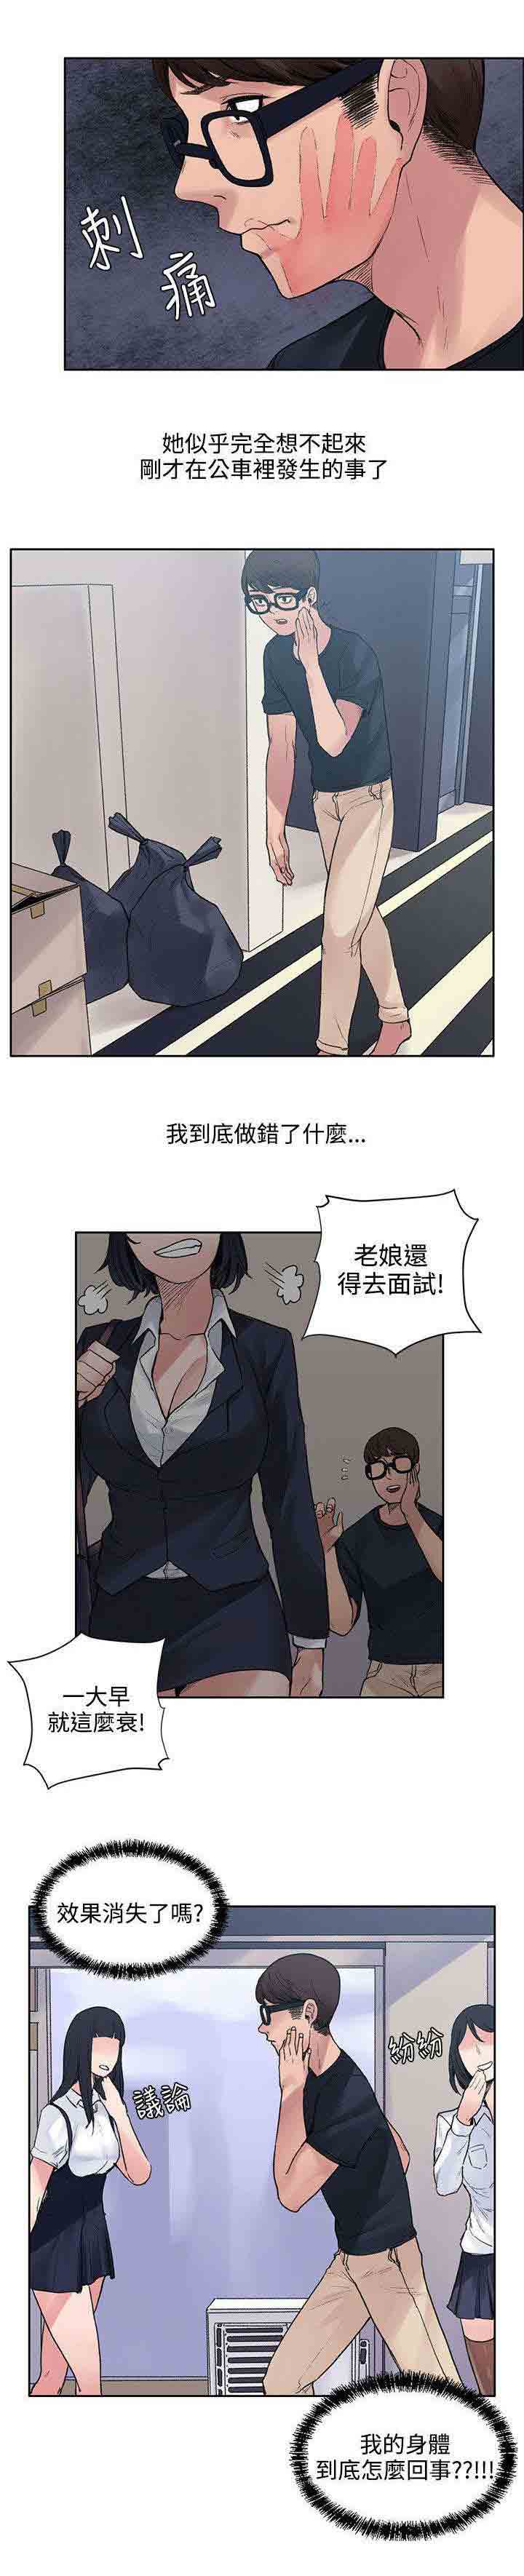 刺
痛
她似乎完全想不起來
剛才在公車裡發生的事了
我到底做錯了什麼...
老娘還
得去面試!
一大早
就這麼衰!
效果消失了嗎?
議論
紛紛
我的身體
到底怎麼回事??!!!